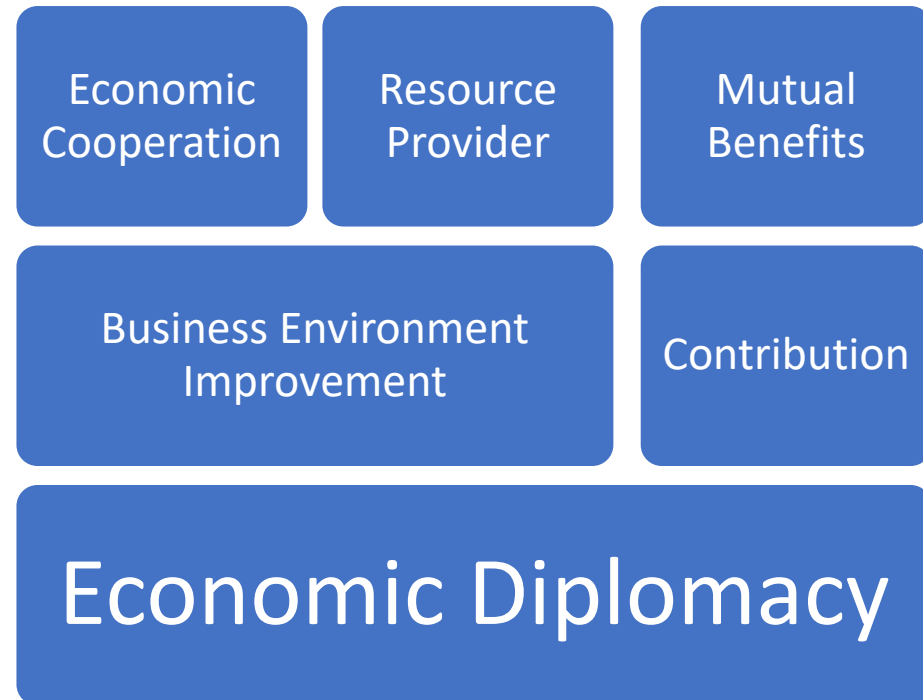 Economic
Cooperation
Resource
Provider
Mutual
Benefits
Business Environment
Improvement
Contribution
Economic Diplomacy